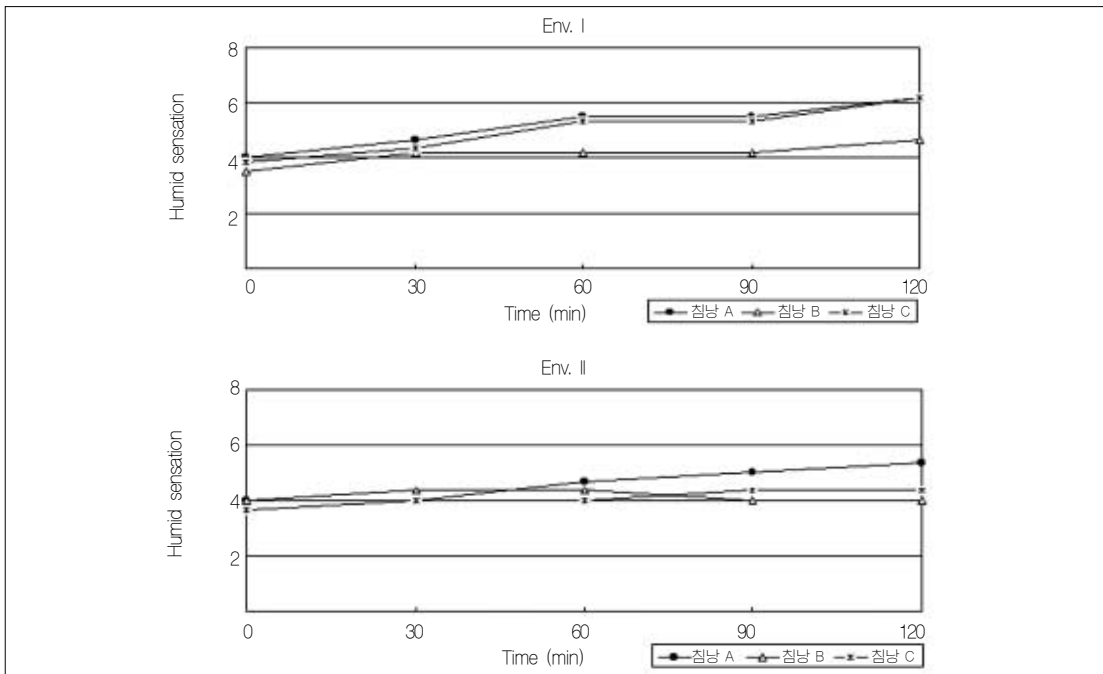 Env. I
8
6
4
2
Humid sensation
0 30 60 90 120
Time (min)
침낭 A 침낭 B 침낭 C
Env. II
8
6
4
2
Humid sensation
0 30 60 90 120
Time (min)
침낭 A 침낭 B 침낭 C